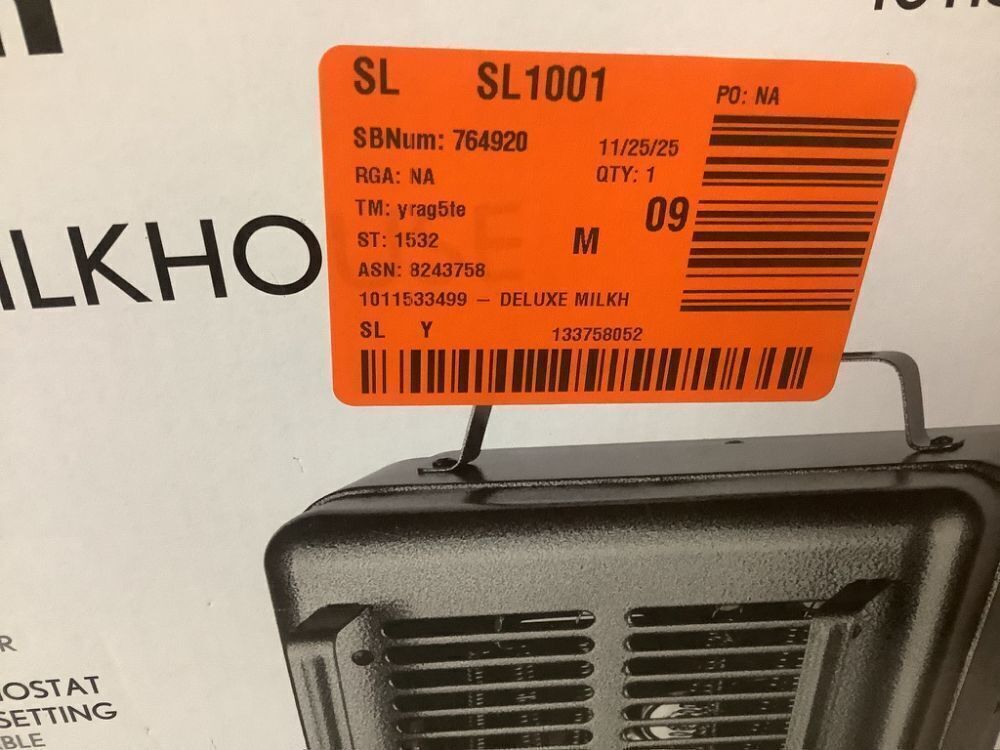 SL SL1001 PO: NA
SBNum: 764920 11/25/25
RGA: NA QTY: 1
TM: yrag5te 09
ST: 1532 M
ASN: 8243758
1011533499 — DELUXE MILKH
SL Y 133758052
ILKHOUSE
R
OSTAT
SETTING
BLE